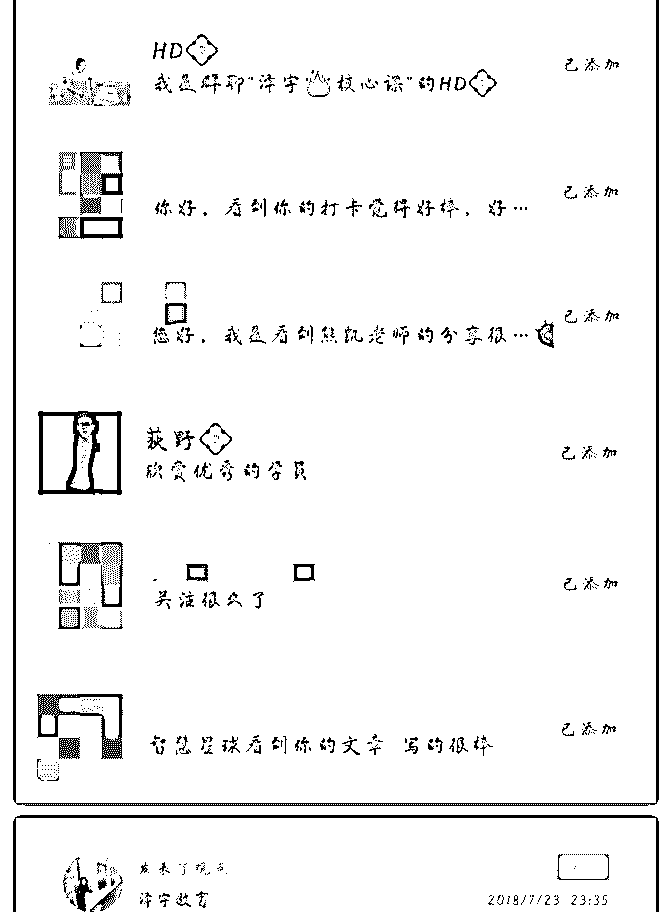 HD
已添加
我是群聊"泽宇核心课"的HD
已添加
你好，看到你的打卡觉得好棒，好…
已添加
您好，我是看到熊凯老师的分享很…
荻野
已添加
欣赏优秀的学员
已添加
关注很久了
已添加
智慧星球看到你的文章 写的很棒
发表了观点
泽宇教育
2018/7/23 23:35